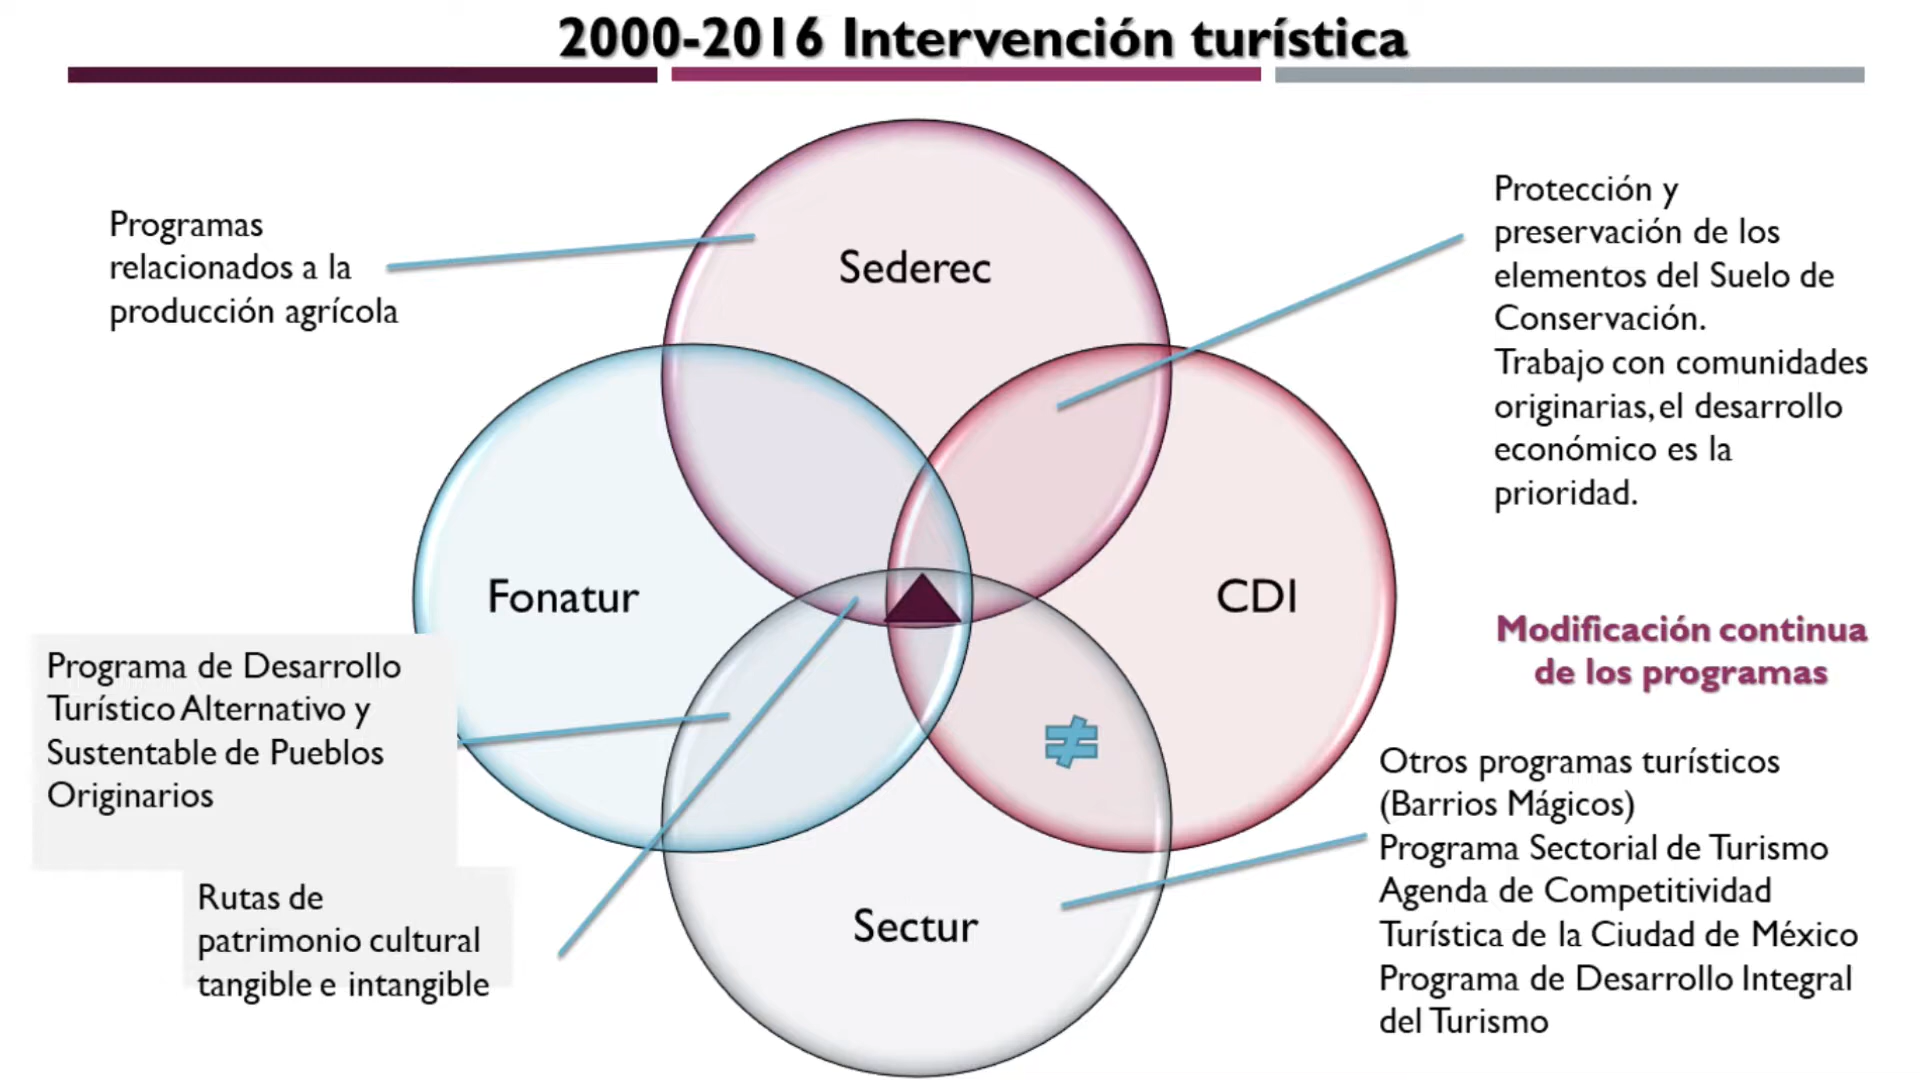 2000-2016 Intervención turística
Programas
relacionados a la
producción agrícola
Sederec
Protección y
preservación de los
elementos del Suelo de
Conservación.
Trabajo con comunidades
originarias, el desarrollo
económico es la
prioridad.
Fonatur
CDI
Modificación continua
de los programas
Programa de Desarrollo
Turístico Alternativo y
Sustentable de Pueblos
Originarios
≠
Otros programas turísticos
(Barrios Mágicos)
Programa Sectorial de Turismo
Agenda de Competitividad
Turística de la Ciudad de México
Programa de Desarrollo Integral
del Turismo
Rutas de
patrimonio cultural
tangible e intangible
Sectur